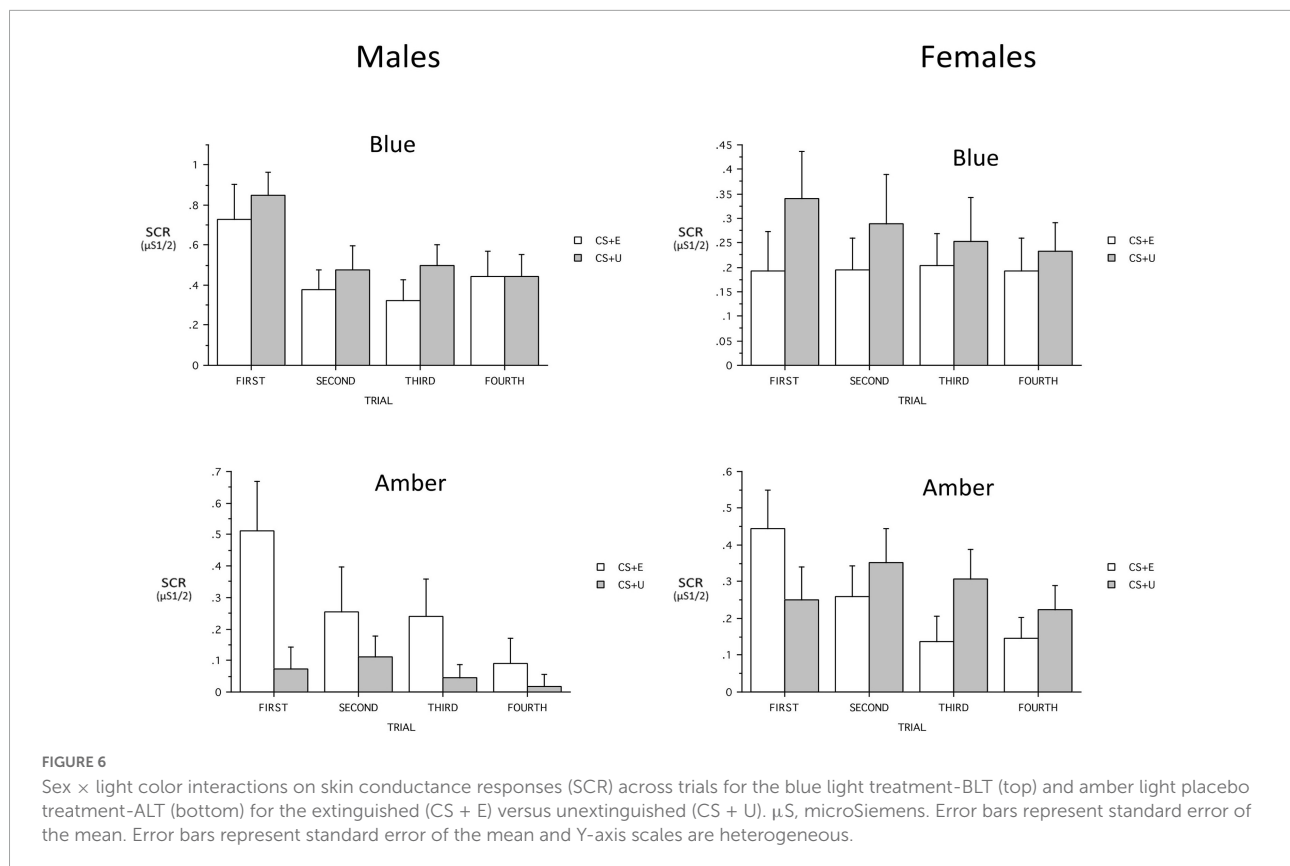 Males
Females
Blue
1
.8
.6
.4
.2
0
SCR
(µS1/2)
CS+E
CS+U
FIRST SECOND THIRD FOURTH
TRIAL
Blue
.45
.4
.35
.3
.25
.2
.15
.1
.05
0
SCR
(µS1/2)
CS+E
CS+U
FIRST SECOND THIRD FOURTH
TRIAL
Amber
.7
.6
.5
.4
.3
.2
.1
0
SCR
(µS1/2)
CS+E
CS+U
FIRST SECOND THIRD FOURTH
TRIAL
Amber
.6
.5
.4
.3
.2
.1
0
SCR
(µS1/2)
CS+E
CS+U
FIRST SECOND THIRD FOURTH
TRIAL
FIGURE 6
Sex × light color interactions on skin conductance responses (SCR) across trials for the blue light treatment-BLT (top) and amber light placebo
treatment-ALT (bottom) for the extinguished (CS + E) versus unextinguished (CS + U). µS, microSiemens. Error bars represent standard error of
the mean. Error bars represent standard error of the mean and Y-axis scales are heterogeneous.